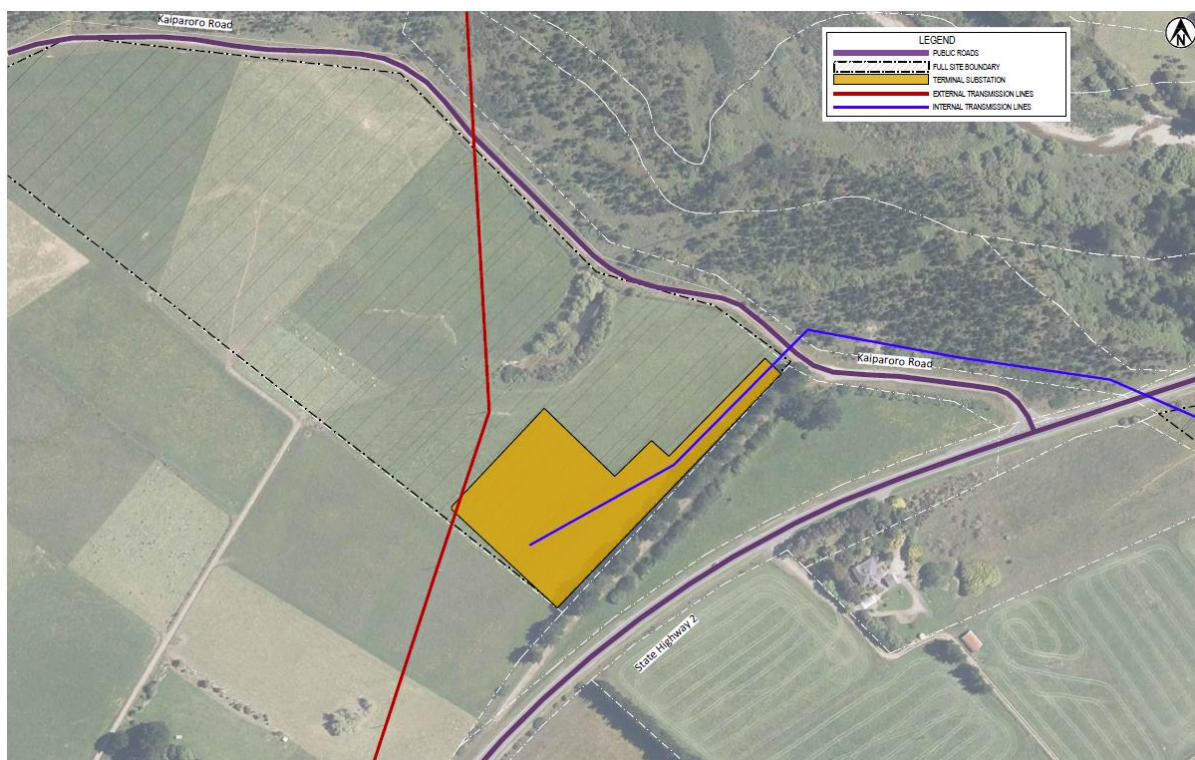 Kaiparoro Road
N
LEGEND
PUBLIC ROADS
FULL SITE BOUNDARY
TERMINAL SUBSTATION
EXTERNAL TRANSMISSION LINES
INTERNAL TRANSMISSION LINES
Kaiparoro Road
State Highway 2